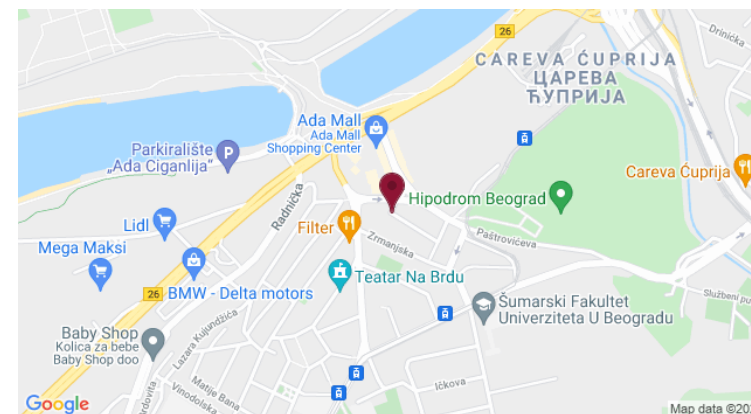 26
CAREVA ĆUPRIJA
ЦАРЕВА
ЋУПРИЈА
Drinička
Ada Mall
Ada Mall
Shopping Center
Parkiralište
„Ada Ciganlija”
Careva Ćuprija
Radnička
Hipodrom Beograd
Lidl
Filter
Mega Maksi
Zrmanjska
Paštrovićeva
Teatar Na Brdu
26
BMW - Delta motors
Službeni pu
Šumarski Fakultet
Univerziteta U Beogradu
Baby Shop
Kolica za bebe
Baby Shop doo
Lazara Kujundžića
Matije Bana
Ičkova
Vinodolska
Google
Map data ©20